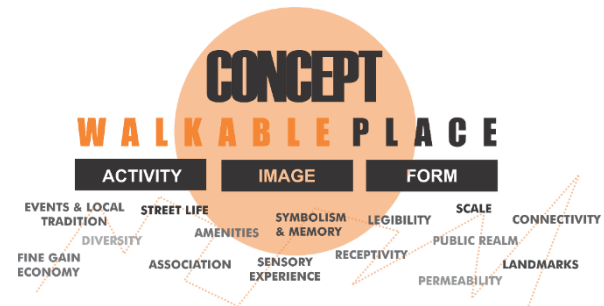 CONCEPT
WALKABLE PLACE
ACTIVITY
IMAGE
FORM
EVENTS & LOCAL
TRADITION
STREET LIFE
DIVERSITY
FINE GAIN
ECONOMY
ASSOCIATION
AMENITIES
SYMBOLISM
& MEMORY
SENSORY
EXPERIENCE
LEGIBILITY
RECEPTIVITY
SCALE
CONNECTIVITY
PUBLIC REALM
LANDMARKS
PERMEABILITY